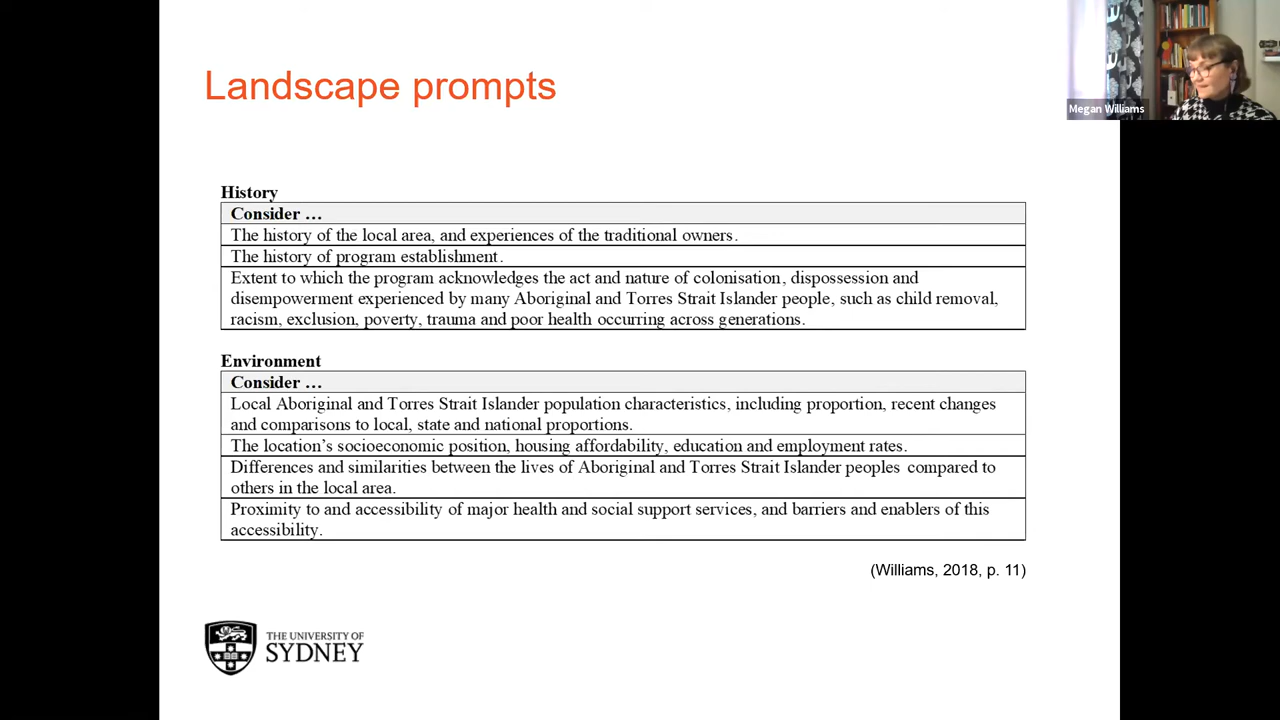 Landscape prompts
Megan Williams
History
Consider …
The history of the local area, and experiences of the traditional owners.
The history of program establishment.
Extent to which the program acknowledges the act and nature of colonisation, dispossession and
disempowerment experienced by many Aboriginal and Torres Strait Islander people, such as child removal,
racism, exclusion, poverty, trauma and poor health occurring across generations.
Environment
Consider …
Local Aboriginal and Torres Strait Islander population characteristics, including proportion, recent changes
and comparisons to local, state and national proportions.
The location’s socioeconomic position, housing affordability, education and employment rates.
Differences and similarities between the lives of Aboriginal and Torres Strait Islander peoples compared to
others in the local area.
Proximity to and accessibility of major health and social support services, and barriers and enablers of this
accessibility.
(Williams, 2018, p. 11)
THE UNIVERSITY OF
SYDNEY